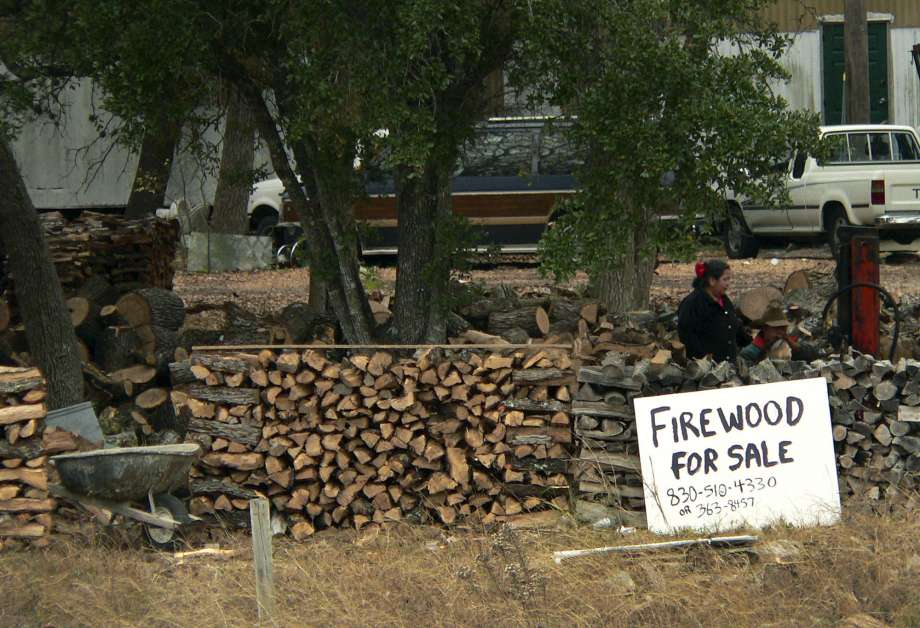 FIREWOOD
FOR SALE
830-510-4330
OR 363-8457